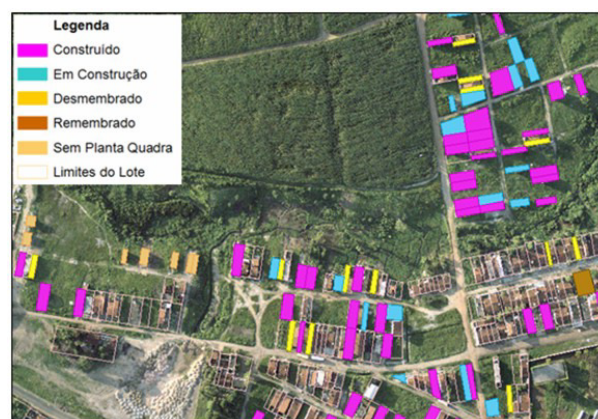 Legenda
Construído
Em Construção
Desmembrado
Remembrado
Sem Planta Quadra
Limites do Lote